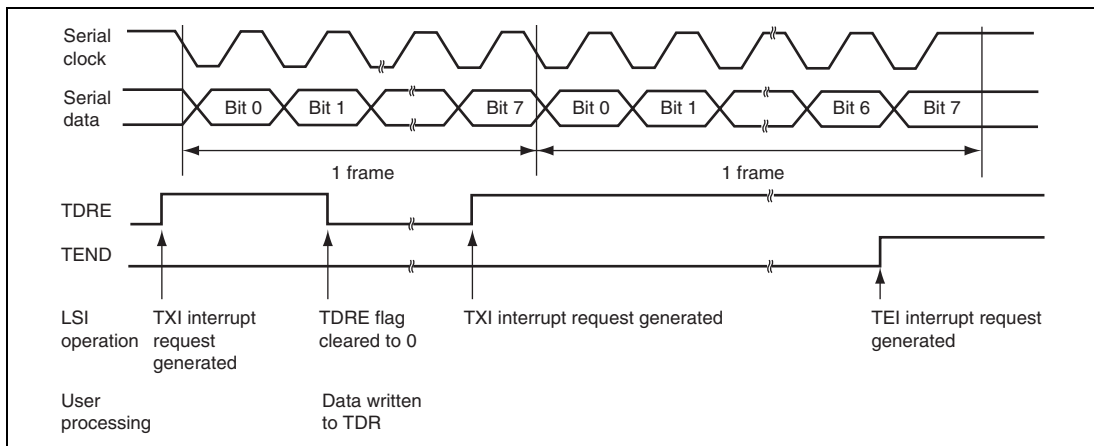 Serial
clock
Serial
data
Bit 0 Bit 1 Bit 7 Bit 0 Bit 1 Bit 6 Bit 7
1 frame 1 frame
TDRE
TEND
LSI
operation
TXI interrupt
request
generated
TDRE flag
cleared to 0
TXI interrupt request generated
TEI interrupt request
generated
User
processing
Data written
to TDR